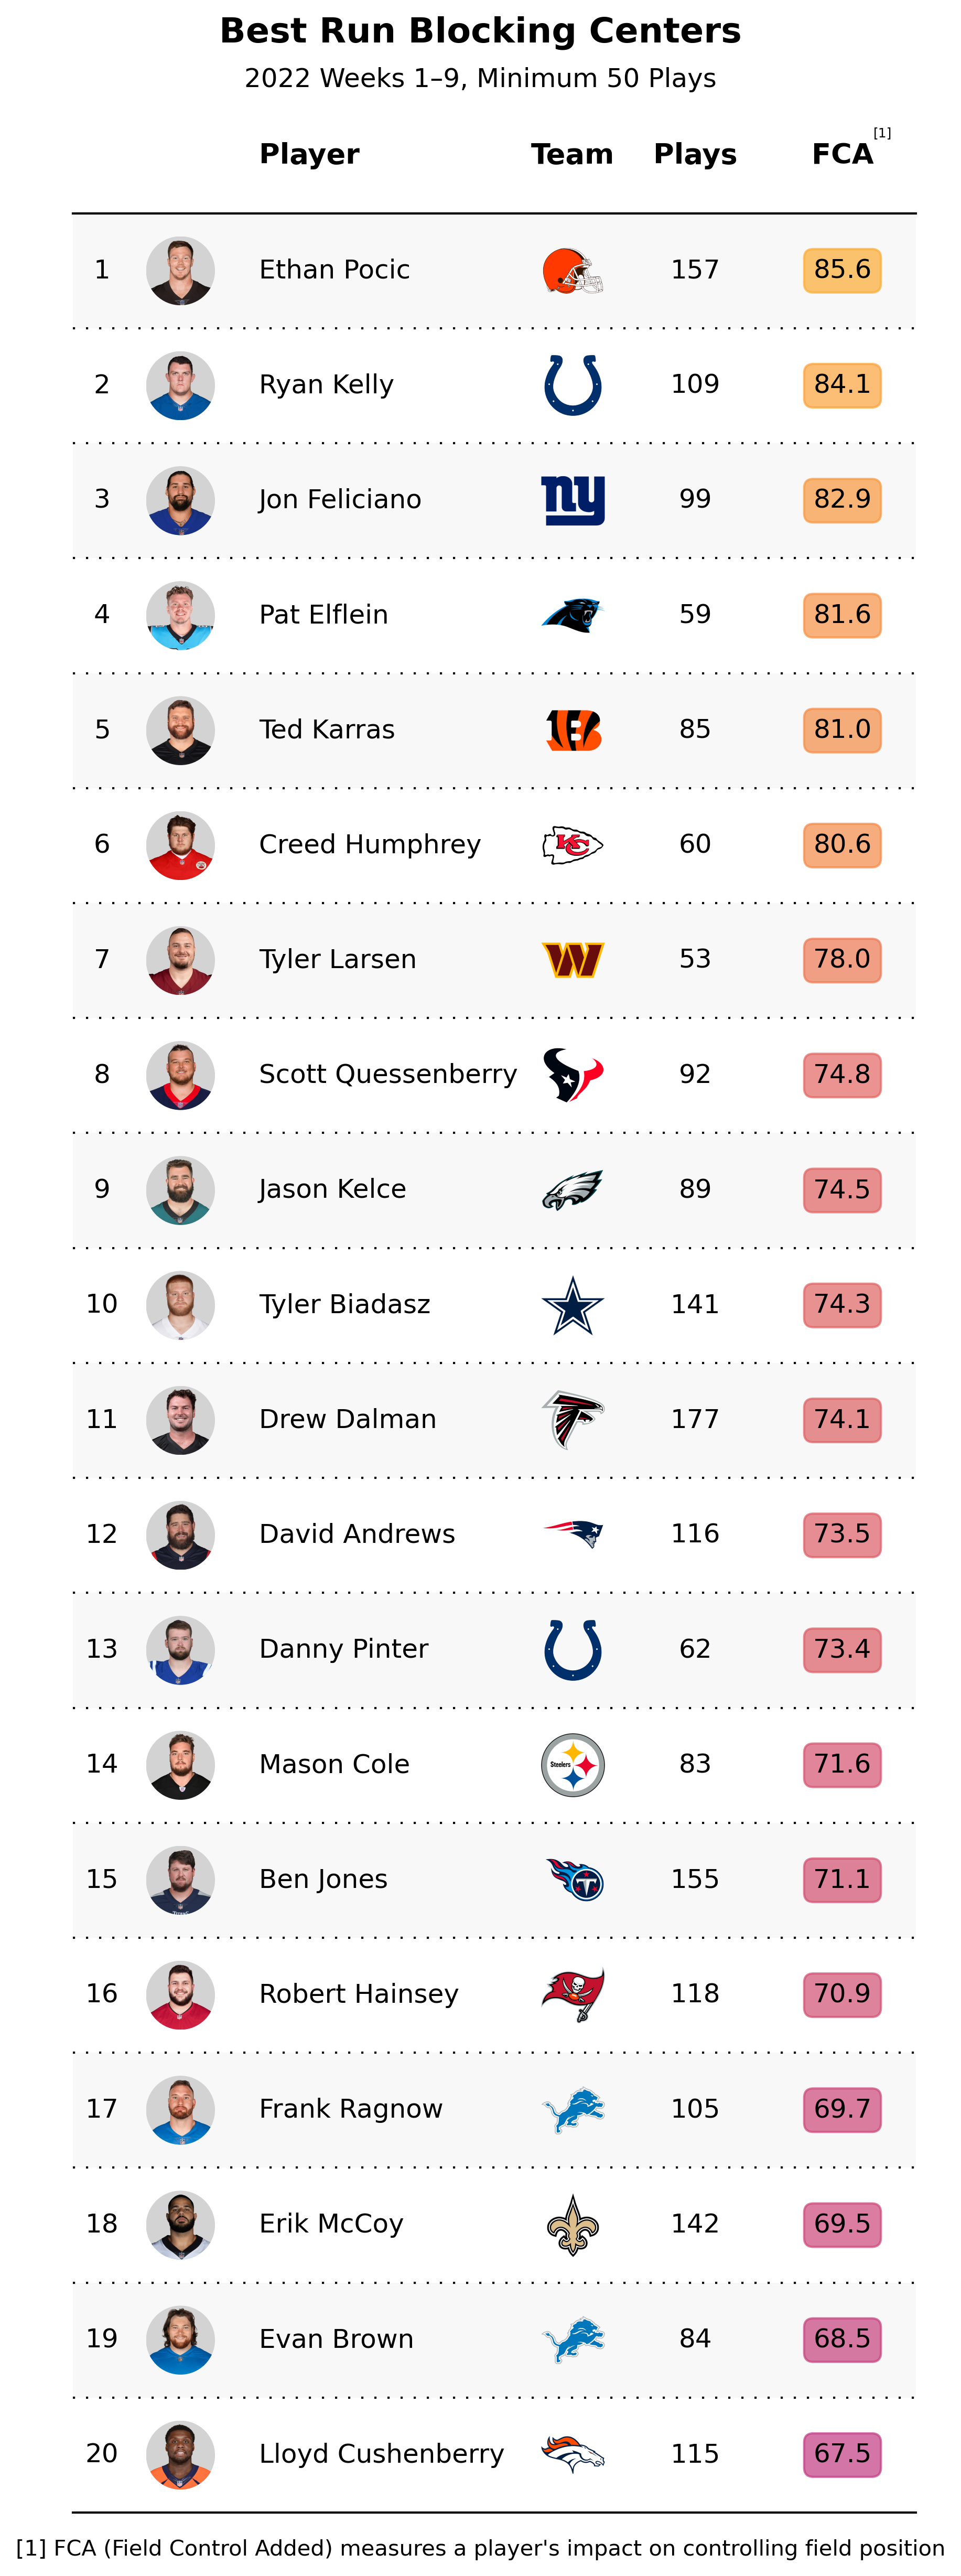 Best Run Blocking Centers
2022 Weeks 1–9, Minimum 50 Plays
Player Team Plays FCA[1]
1 Ethan Pocic 157 85.6
2 Ryan Kelly 109 84.1
3 Jon Feliciano ny 99 82.9
4 Pat Elflein 59 81.6
5 Ted Karras B 85 81.0
6 Creed Humphrey KC 60 80.6
7 Tyler Larsen W 53 78.0
8 Scott Quessenberry 92 74.8
9 Jason Kelce 89 74.5
10 Tyler Biadasz 141 74.3
11 Drew Dalman 177 74.1
12 David Andrews 116 73.5
13 Danny Pinter 62 73.4
14 Mason Cole Steelers 83 71.6
15 Ben Jones T 155 71.1
16 Robert Hainsey 118 70.9
17 Frank Ragnow 105 69.7
18 Erik McCoy 142 69.5
19 Evan Brown 84 68.5
20 Lloyd Cushenberry 115 67.5
[1] FCA (Field Control Added) measures a player's impact on controlling field position